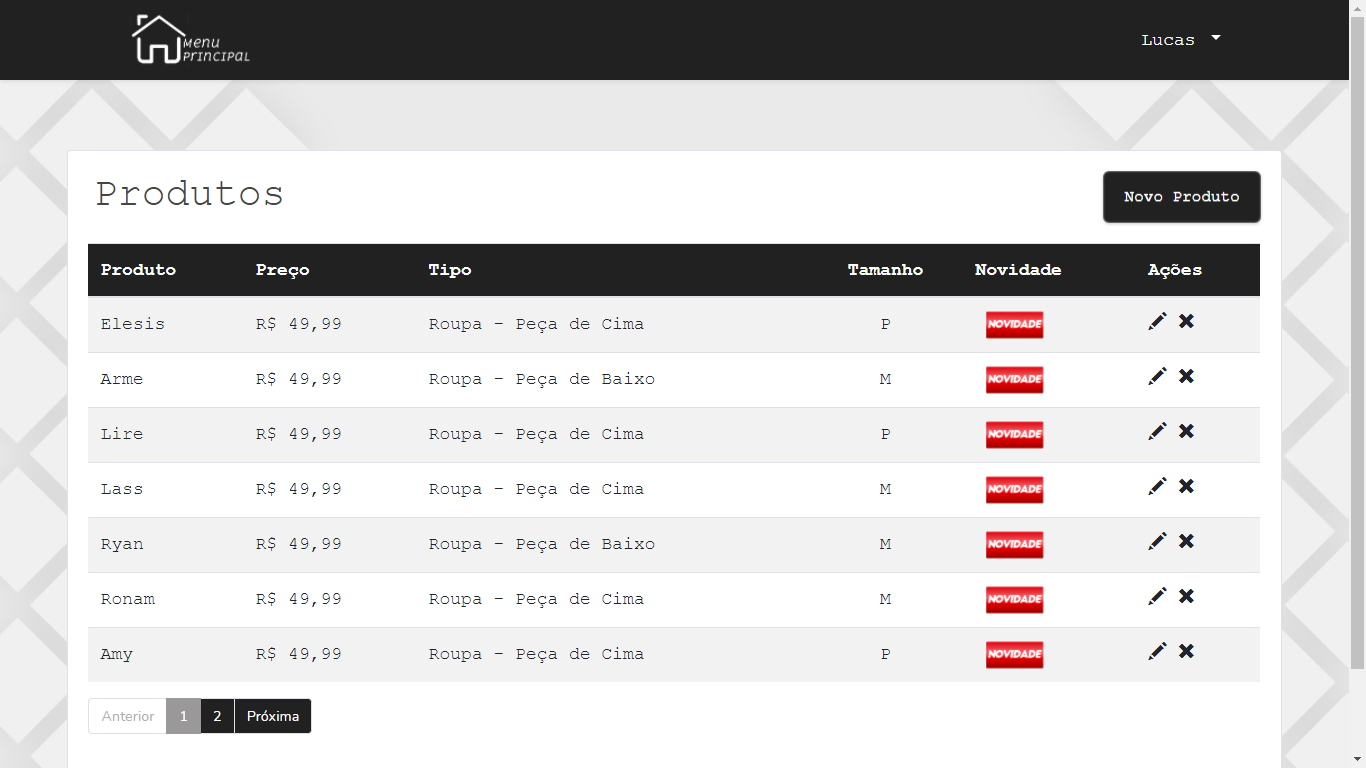 Menu
Principal
Lucas
Produtos
Novo Produto
Produto Preço Tipo Tamanho Novidade Ações
Elesis R$ 49,99 Roupa - Peça de Cima P NOVIDADE
Arme R$ 49,99 Roupa - Peça de Baixo M NOVIDADE
Lire R$ 49,99 Roupa - Peça de Cima P NOVIDADE
Lass R$ 49,99 Roupa - Peça de Cima M NOVIDADE
Ryan R$ 49,99 Roupa - Peça de Baixo M NOVIDADE
Ronam R$ 49,99 Roupa - Peça de Cima M NOVIDADE
Amy R$ 49,99 Roupa - Peça de Cima P NOVIDADE
Anterior 1 2 Próxima